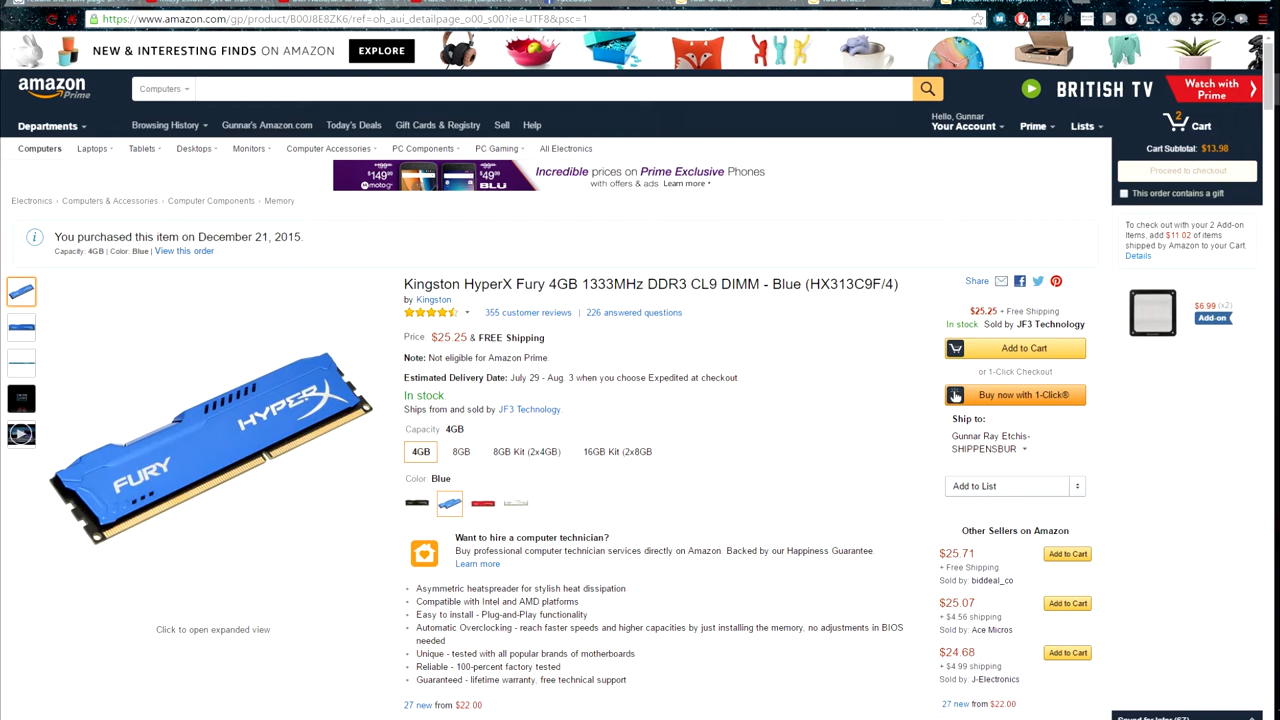 https://www.amazon.com/gp/product/B00J8E8ZK6/ref=oh_aui_detailpage_o00_s00?ie=UTF8&psc=1
NEW & INTERESTING FINDS ON AMAZON EXPLORE
amazon Prime
Computers
BRITISH TV
Watch with Prime
Departments
Browsing History Gunnar's Amazon.com Today's Deals Gift Cards & Registry Sell Help
Hello, Gunnar
Your Account Prime Lists
2 Cart
Computers Laptops Tablets Desktops Monitors Computer Accessories PC Components PC Gaming All Electronics
Cart Subtotal: $13.98
Proceed to checkout
This order contains a gift
$149⁹⁹ moto g
$49⁹⁹ BLU
Incredible prices on Prime Exclusive Phones
with offers & ads Learn more
Electronics › Computers & Accessories › Computer Components › Memory
To check out with your 2 Add-on
Items, add $11.02 of items
shipped by Amazon to your Cart.
Details
You purchased this item on December 21, 2015.
Capacity: 4GB | Color: Blue | View this order
$6.99 (x2)
Add-on
HYPERX
FURY
Click to open expanded view
Kingston HyperX Fury 4GB 1333MHz DDR3 CL9 DIMM - Blue (HX313C9F/4)
by Kingston
355 customer reviews | 226 answered questions
Price: $25.25 & FREE Shipping
Note: Not eligible for Amazon Prime.
Estimated Delivery Date: July 29 - Aug. 3 when you choose Expedited at checkout.
In stock.
Ships from and sold by JF3 Technology.
Capacity: 4GB
4GB 8GB 8GB Kit (2x4GB) 16GB Kit (2x8GB
Color: Blue
Want to hire a computer technician?
Buy professional computer technician services directly on Amazon. Backed by our Happiness Guarantee.
Learn more
Asymmetric heatspreader for stylish heat dissipation
Compatible with Intel and AMD platforms
Easy to install - Plug-and-Play functionality
Automatic Overclocking - reach faster speeds and higher capacities by just installing the memory, no adjustments in BIOS
needed
Unique - tested with all popular brands of motherboards
Reliable - 100-percent factory tested
Guaranteed - lifetime warranty, free technical support
27 new from $22.00
Share
$25.25 + Free Shipping
In stock. Sold by JF3 Technology
Add to Cart
or 1-Click Checkout
Buy now with 1-Click®
Ship to:
Gunnar Ray Etchis-
SHIPPENSBUR
Add to List
Other Sellers on Amazon
$25.71 Add to Cart
+ Free Shipping
Sold by: biddeal_co
$25.07 Add to Cart
+ $4.56 shipping
Sold by: Ace Micros
$24.68 Add to Cart
+ $4.99 shipping
Sold by: J-Electronics
27 new from $22.00